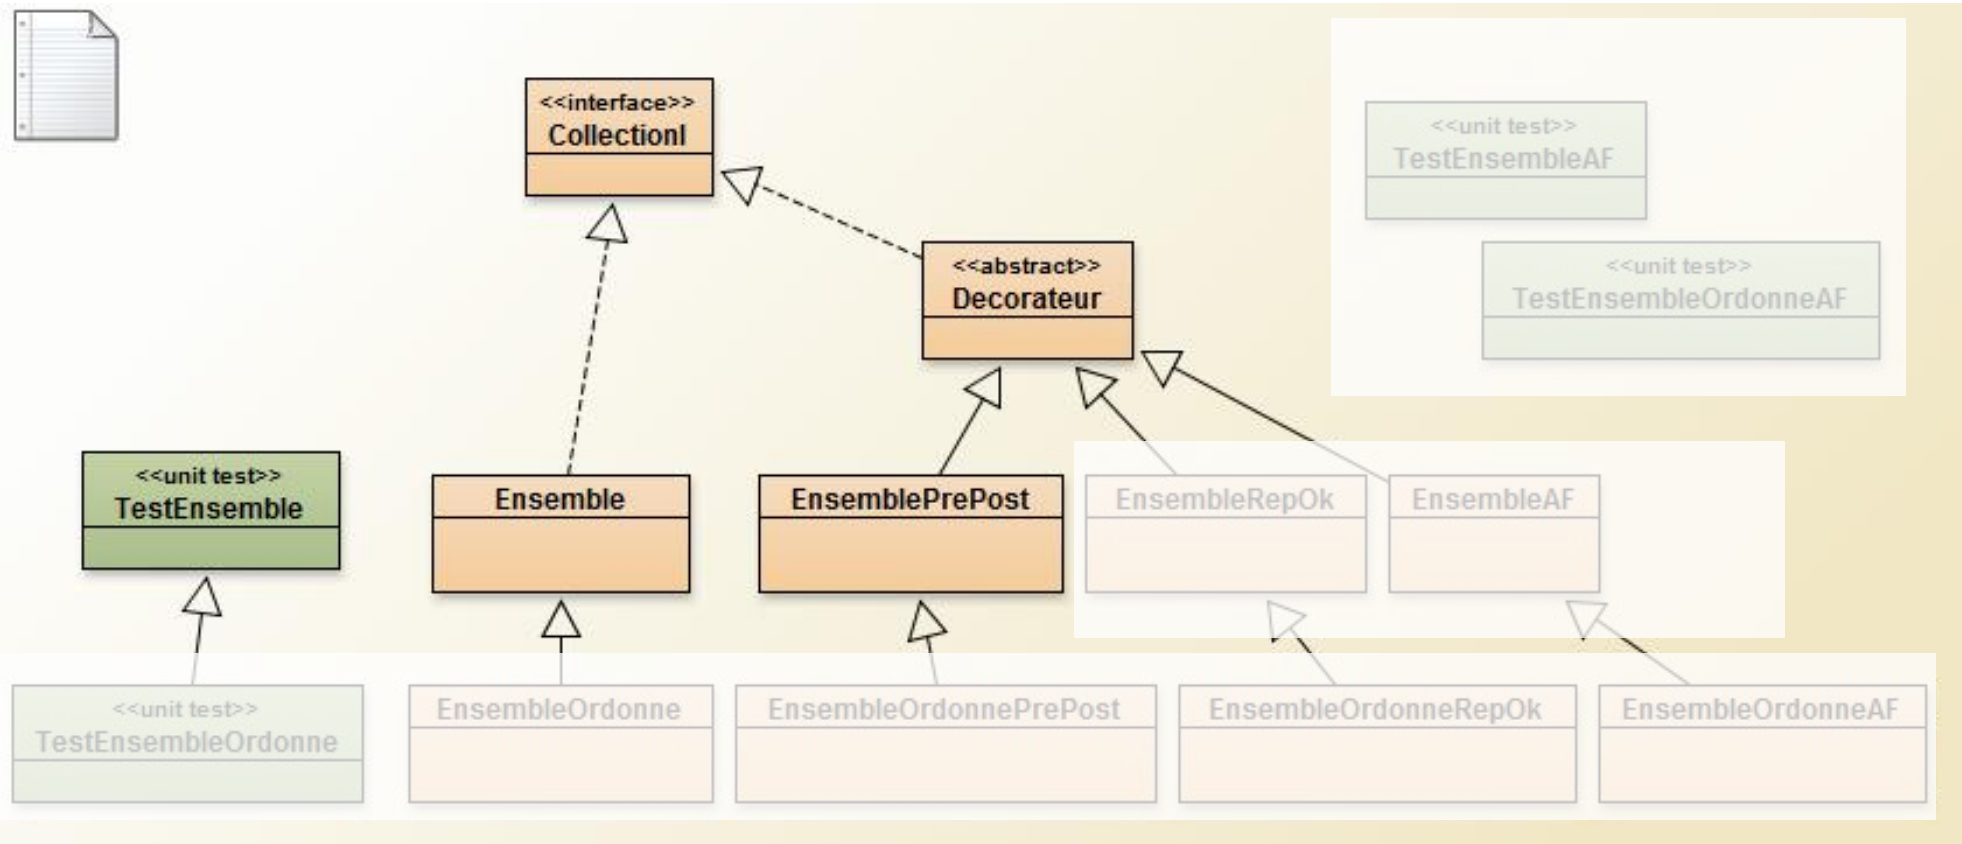 <<interface>>
CollectionI
<<unit test>>
TestEnsembleAF
<<abstract>>
Decorateur
<<unit test>>
TestEnsembleOrdonneAF
<<unit test>>
TestEnsemble
Ensemble
EnsemblePrePost
EnsembleRepOk
EnsembleAF
<<unit test>>
TestEnsembleOrdonne
EnsembleOrdonne
EnsembleOrdonnePrePost
EnsembleOrdonneRepOk
EnsembleOrdonneAF